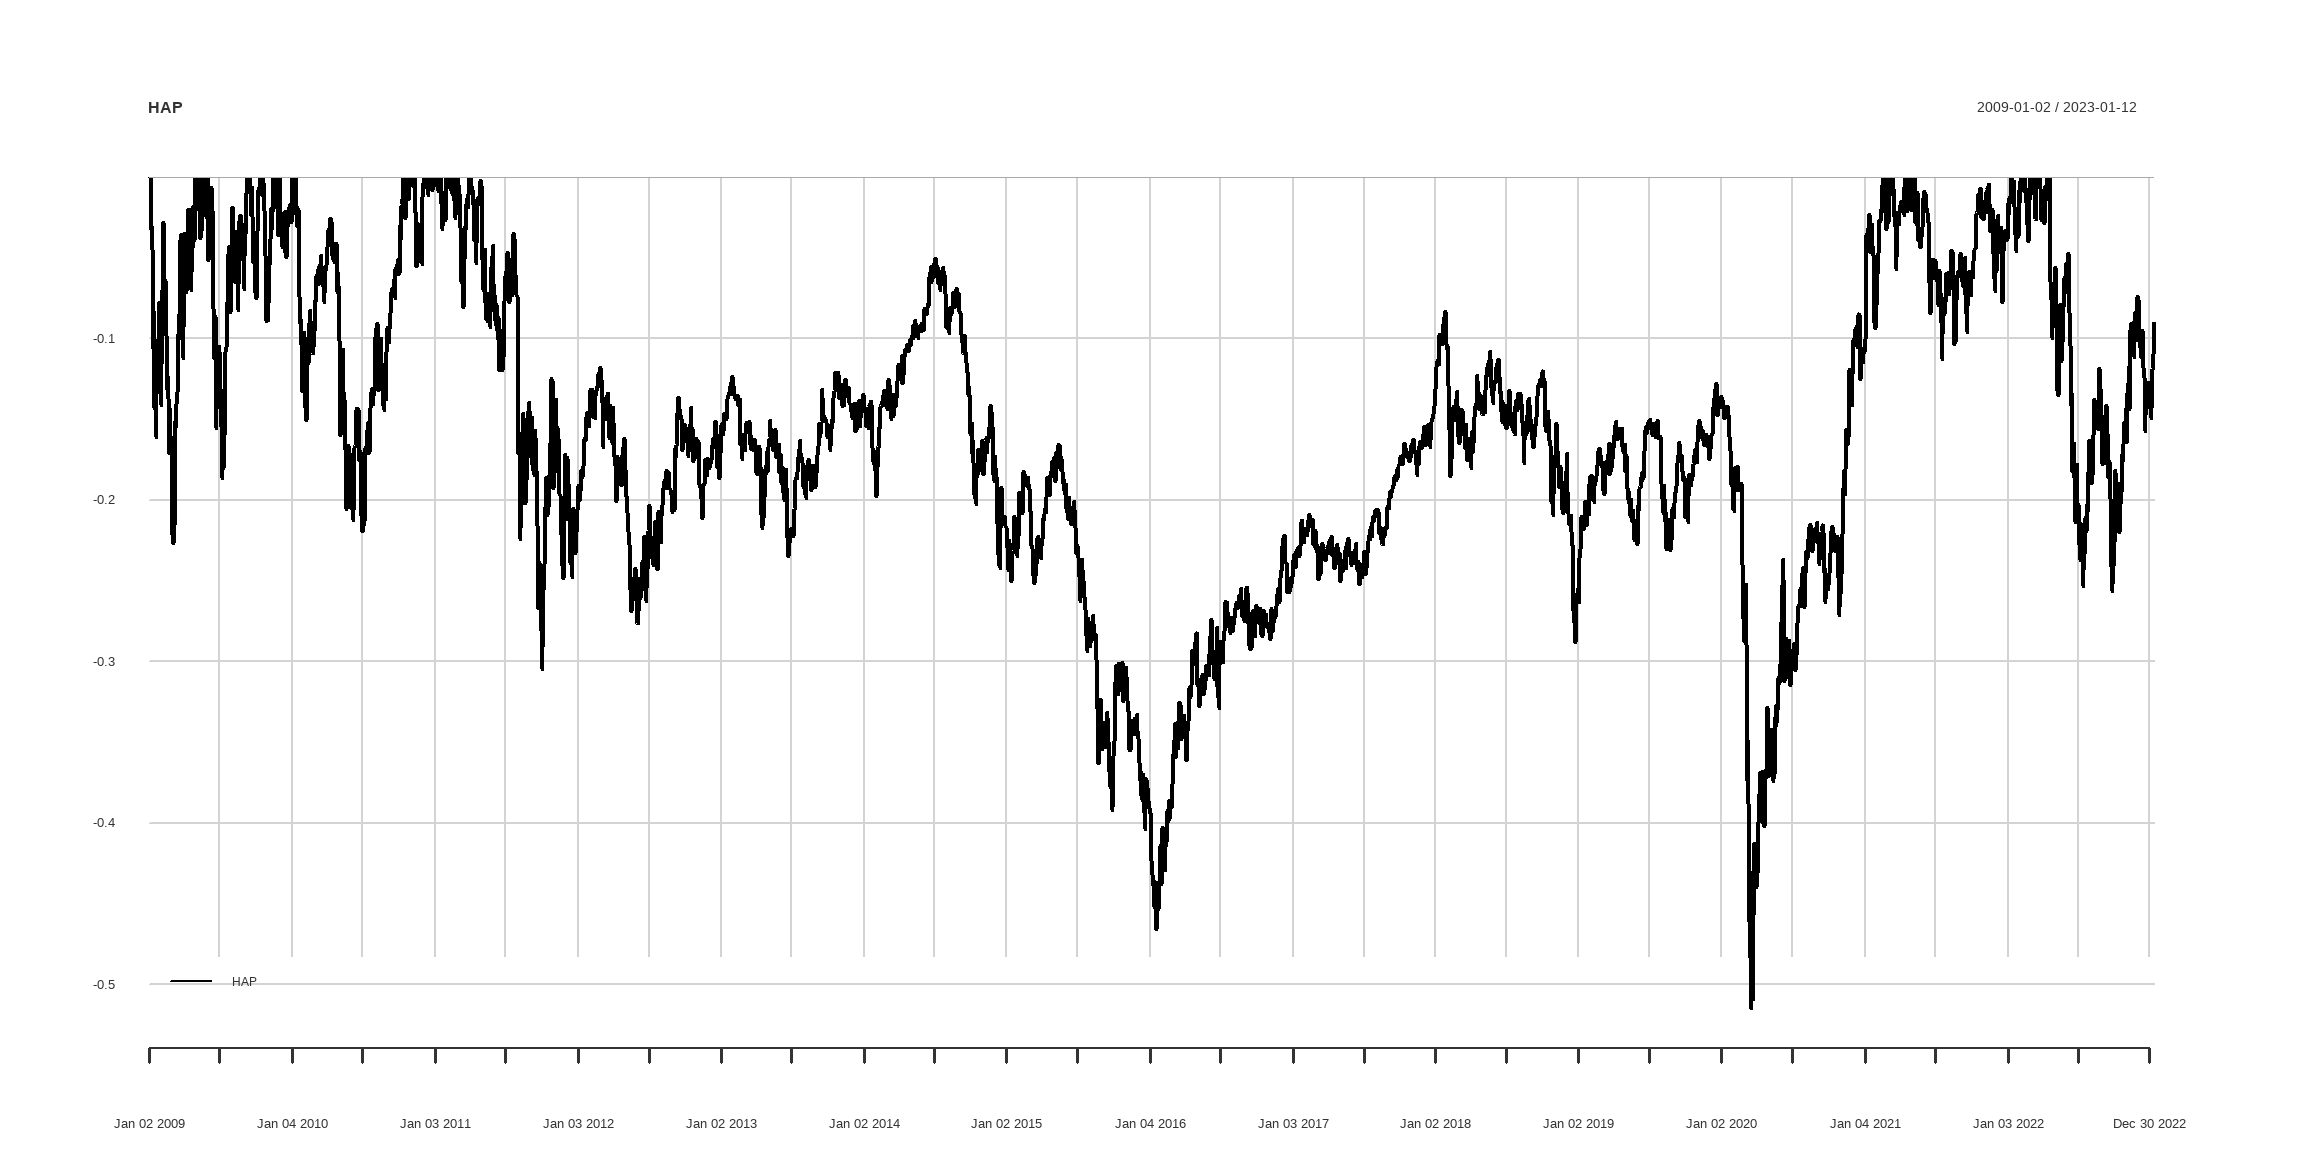 HAP
2009-01-02 / 2023-01-12
-0.1
-0.2
-0.3
-0.4
-0.5
HAP
Jan 02 2009
Jan 04 2010
Jan 03 2011
Jan 03 2012
Jan 02 2013
Jan 02 2014
Jan 02 2015
Jan 04 2016
Jan 03 2017
Jan 02 2018
Jan 02 2019
Jan 02 2020
Jan 04 2021
Jan 03 2022
Dec 30 2022